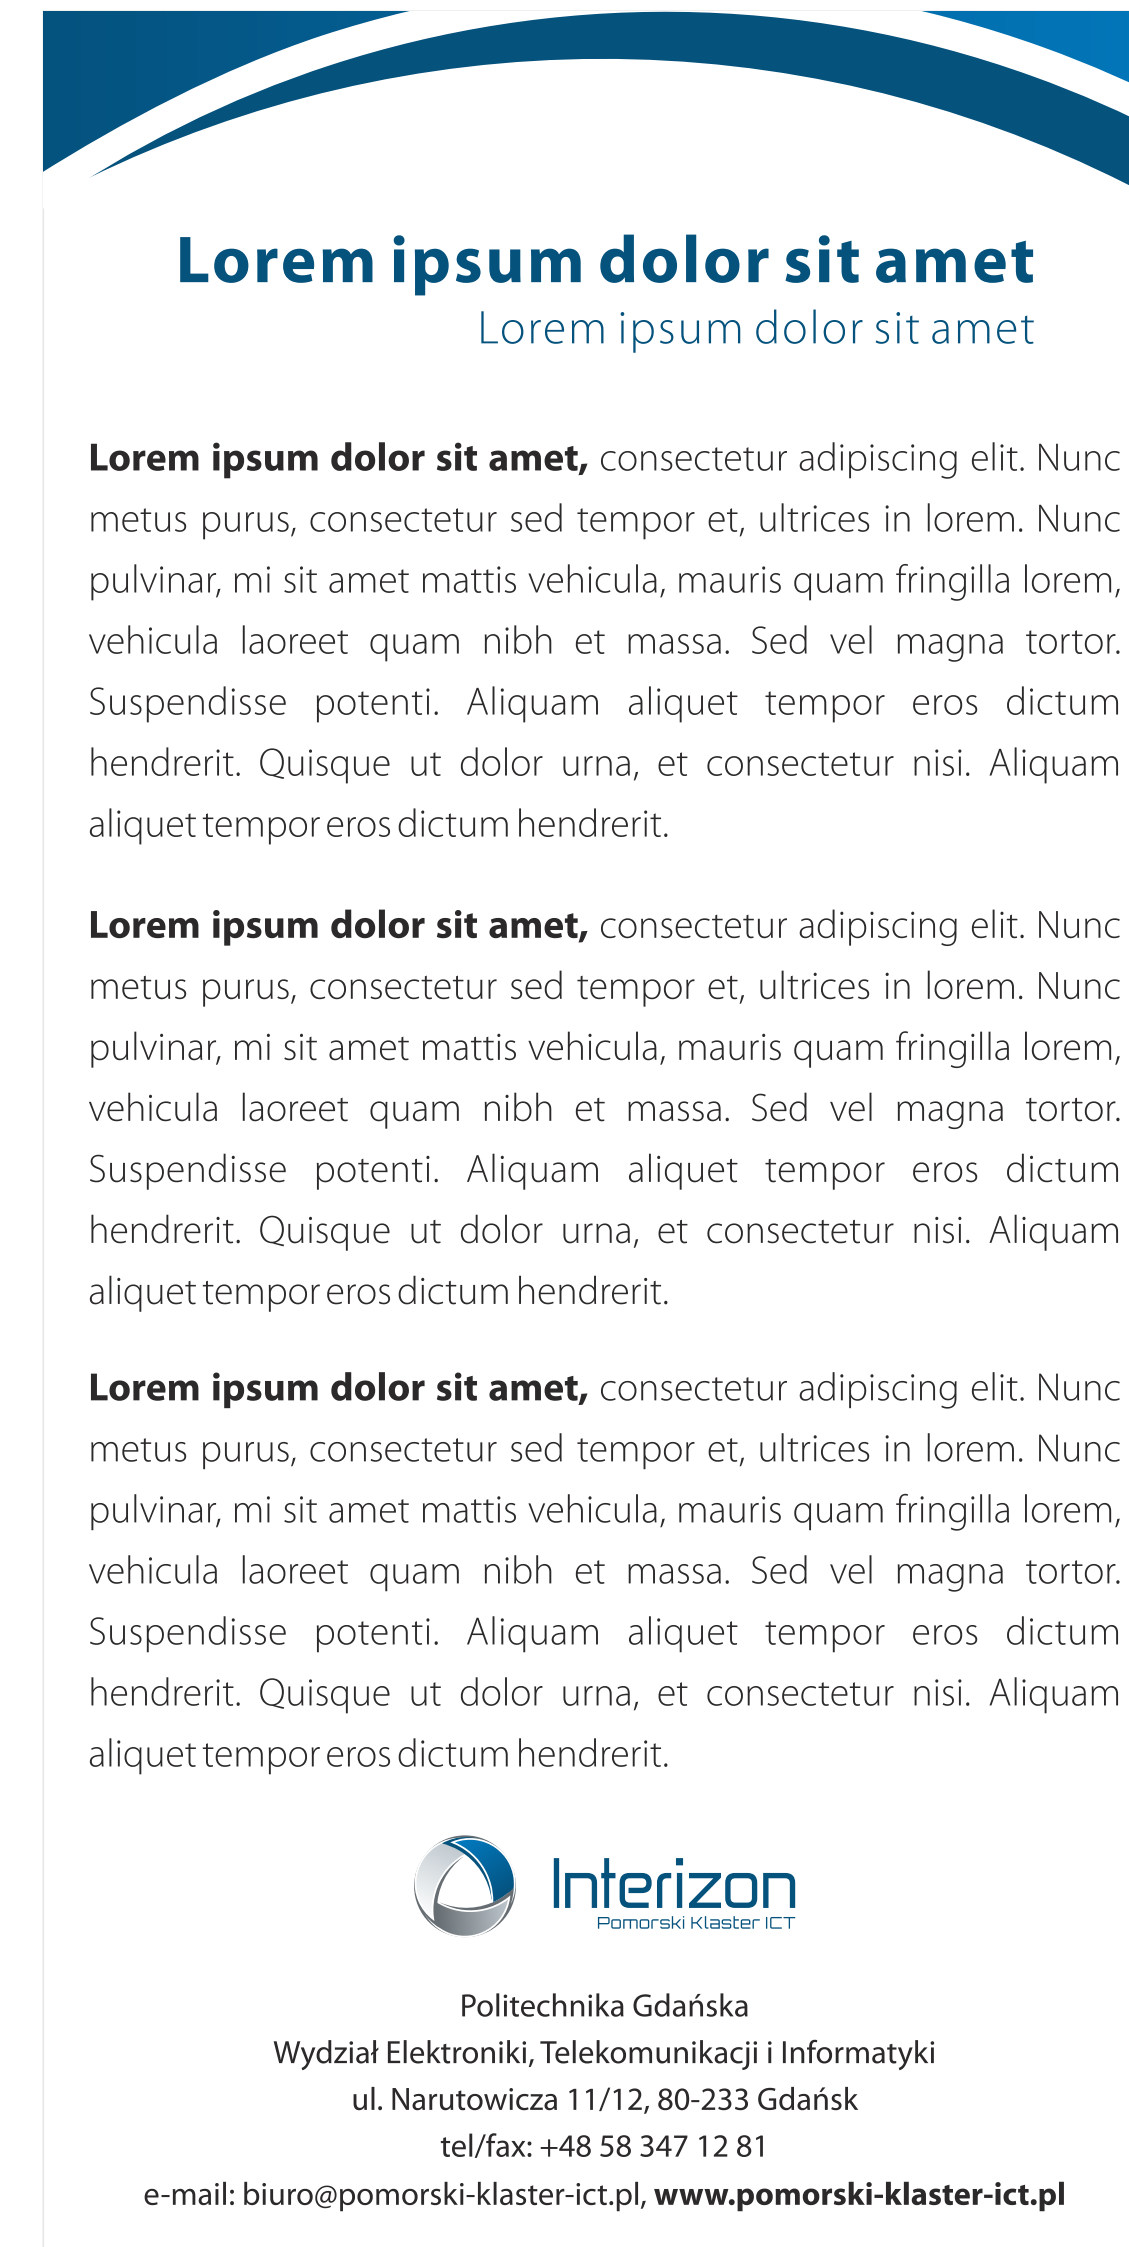 Lorem ipsum dolor sit amet
Lorem ipsum dolor sit amet
Lorem ipsum dolor sit amet, consectetur adipiscing elit. Nunc
metus purus, consectetur sed tempor et, ultrices in lorem. Nunc
pulvinar, mi sit amet mattis vehicula, mauris quam fringilla lorem,
vehicula laoreet quam nibh et massa. Sed vel magna tortor.
Suspendisse potenti. Aliquam aliquet tempor eros dictum
hendrerit. Quisque ut dolor urna, et consectetur nisi. Aliquam
aliquet tempor eros dictum hendrerit.
Lorem ipsum dolor sit amet, consectetur adipiscing elit. Nunc
metus purus, consectetur sed tempor et, ultrices in lorem. Nunc
pulvinar, mi sit amet mattis vehicula, mauris quam fringilla lorem,
vehicula laoreet quam nibh et massa. Sed vel magna tortor.
Suspendisse potenti. Aliquam aliquet tempor eros dictum
hendrerit. Quisque ut dolor urna, et consectetur nisi. Aliquam
aliquet tempor eros dictum hendrerit.
Lorem ipsum dolor sit amet, consectetur adipiscing elit. Nunc
metus purus, consectetur sed tempor et, ultrices in lorem. Nunc
pulvinar, mi sit amet mattis vehicula, mauris quam fringilla lorem,
vehicula laoreet quam nibh et massa. Sed vel magna tortor.
Suspendisse potenti. Aliquam aliquet tempor eros dictum
hendrerit. Quisque ut dolor urna, et consectetur nisi. Aliquam
aliquet tempor eros dictum hendrerit.
Interizon
Pomorski Klaster ICT
Politechnika Gdańska
Wydział Elektroniki, Telekomunikacji i Informatyki
ul. Narutowicza 11/12, 80-233 Gdańsk
tel/fax: +48 58 347 12 81
e-mail: biuro@pomorski-klaster-ict.pl, www.pomorski-klaster-ict.pl